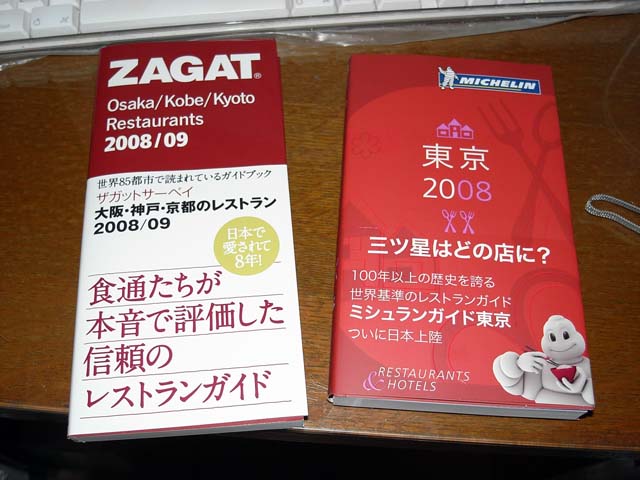 ZAGAT®
Osaka/Kobe/Kyoto
Restaurants
2008/09
世界85都市で読まれているガイドブック
ザガットサーベイ
大阪・神戸・京都のレストラン
2008/09
日本で
愛されて
8年!
食通たちが
本音で評価した
信頼の
レストランガイド
MICHELIN
東京
2008
三ツ星はどの店に?
100年以上の歴史を誇る
世界基準のレストランガイド
ミシュランガイド東京
ついに日本上陸
RESTAURANTS
& HOTELS